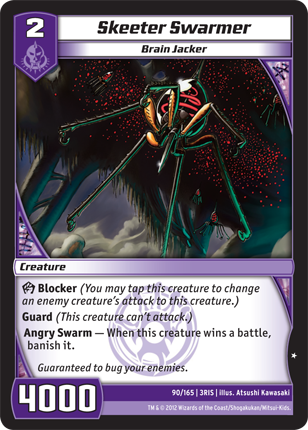 2
Skeeter Swarmer
Brain Jacker
Creature
Blocker (You may tap this creature to change
an enemy creature's attack to this creature.)
Guard (This creature can't attack.)
Angry Swarm — When this creature wins a battle,
banish it.
Guaranteed to bug your enemies.
4000
90/165 | 3RIS | illus. Atsushi Kawasaki
TM & © 2012 Wizards of the Coast/Shogakukan/Mitsui-Kids.